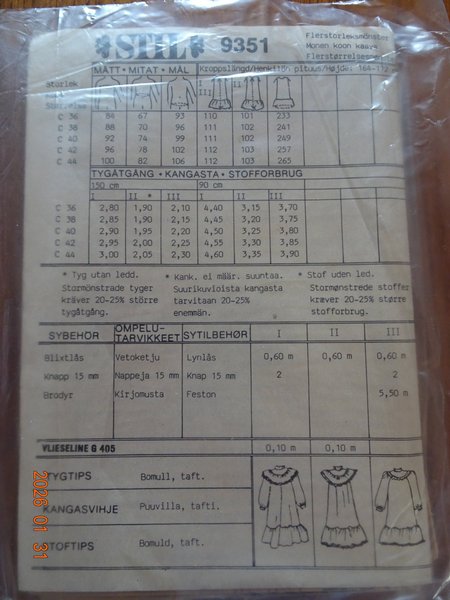 STIL 9351
Flerstorleksmönster
Monen koon kaava
MÅTT • MITAT • MÅL
Kroppslängd/Henkilön pituus/Højde: 164-172
Storlek
I II III
C 36 84 67 93 110 101 233
C 38 88 70 96 111 102 241
C 40 92 74 99 111 102 249
C 42 96 78 102 112 103 257
C 44 100 82 106 112 103 265
TYGÅTGÅNG • KANGASTA • STOFFORBRUG
150 cm 90 cm
I II * III I II III
C 36 2,80 1,90 2,10 4,40 3,15 3,70
C 38 2,85 1,90 2,15 4,45 3,20 3,75
C 40 2,90 1,95 2,20 4,50 3,25 3,80
C 42 2,95 2,00 2,25 4,55 3,30 3,85
C 44 3,00 2,05 2,30 4,60 3,35 3,90
* Tyg utan ledd. * Kank. ei määr. suuntaa. * Stof uden led.
Stormönstrade tyger Suurikuvioista kangasta Stormønstrede stoffer
kräver 20-25% större tarvitaan 20-20% kræver 20-25% større
tygåtgång. enemmän. stofforbrug.
SYBEHÖR OMPELU-TARVIKKEET SYTILBEHØR I II III
Blixtlås Vetoketju Lynlås 0,60 m 0,60 m 0,60 m
Knapp 15 mm Nappeja 15 mm Knap 15 mm 2 2
Brodyr Kirjomusta Feston 5,50 m
VLIESELINE G 405 0,10 m 0,10 m
TYGTIPS Bomull, taft.
KANGASVIHJE Puuvilla, tafti.
STOFTIPS Bomuld, taft.
2026 01 31